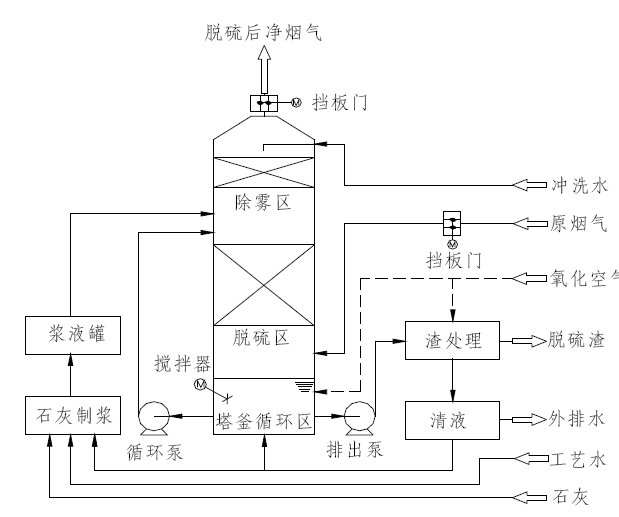 脱硫后净烟气
M
挡板门
冲洗水
除雾区
原烟气
M
挡板门
氧化空气
浆液罐
脱硫区
渣处理
脱硫渣
搅拌器
M
石灰制浆
塔釜循环区
清液
外排水
循环泵
排出泵
工艺水
石灰